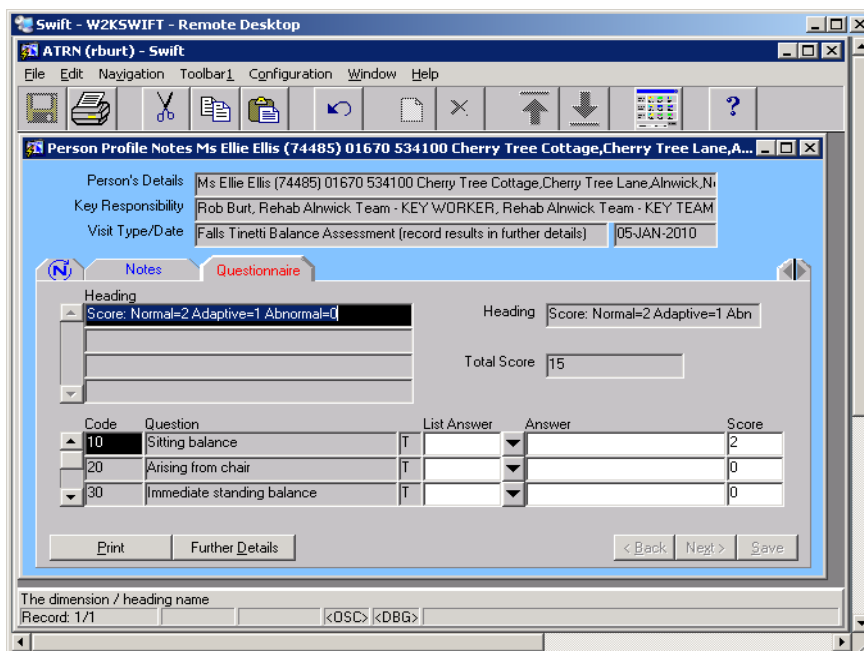 Swift - W2KSWIFT - Remote Desktop
ATRN (rburt) - Swift
File Edit Navigation Toolbar1 Configuration Window Help
Person Profile Notes Ms Ellie Ellis (74485) 01670 534100 Cherry Tree Cottage,Cherry Tree Lane,A...
Person's Details Ms Ellie Ellis (74485) 01670 534100 Cherry Tree Cottage,Cherry Tree Lane,Alnwick,N
Key Responsibility Rob Burt, Rehab Alnwick Team - KEY WORKER, Rehab Alnwick Team - KEY TEAM
Visit Type/Date Falls Tinetti Balance Assessment (record results in further details) 05-JAN-2010
N Notes Questionnaire
Heading
Score: Normal=2 Adaptive=1 Abnormal=0 Heading Score: Normal=2 Adaptive=1 Abn
Total Score 15
Code Question List Answer Answer Score
10 Sitting balance T 2
20 Arising from chair T 0
30 Immediate standing balance T 0
Print Further Details < Back Next > Save
The dimension / heading name
Record: 1/1 <OSC> <DBG>